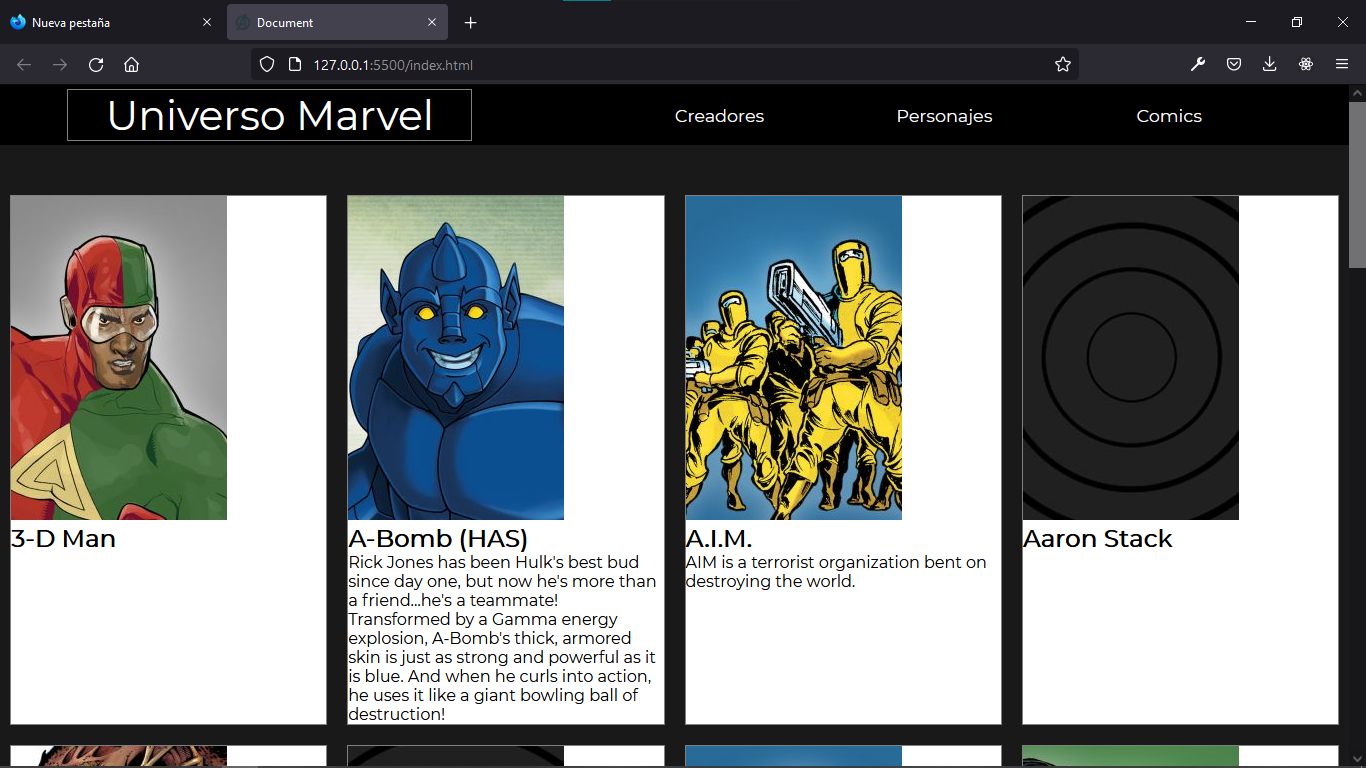 Nueva pestaña
Document
127.0.0.1:5500/index.html
Universo Marvel
Creadores
Personajes
Comics
3-D Man
A-Bomb (HAS)
Rick Jones has been Hulk's best bud
since day one, but now he's more than
a friend...he's a teammate!
Transformed by a Gamma energy
explosion, A-Bomb's thick, armored
skin is just as strong and powerful as it
is blue. And when he curls into action,
he uses it like a giant bowling ball of
destruction!
A.I.M.
AIM is a terrorist organization bent on
destroying the world.
Aaron Stack